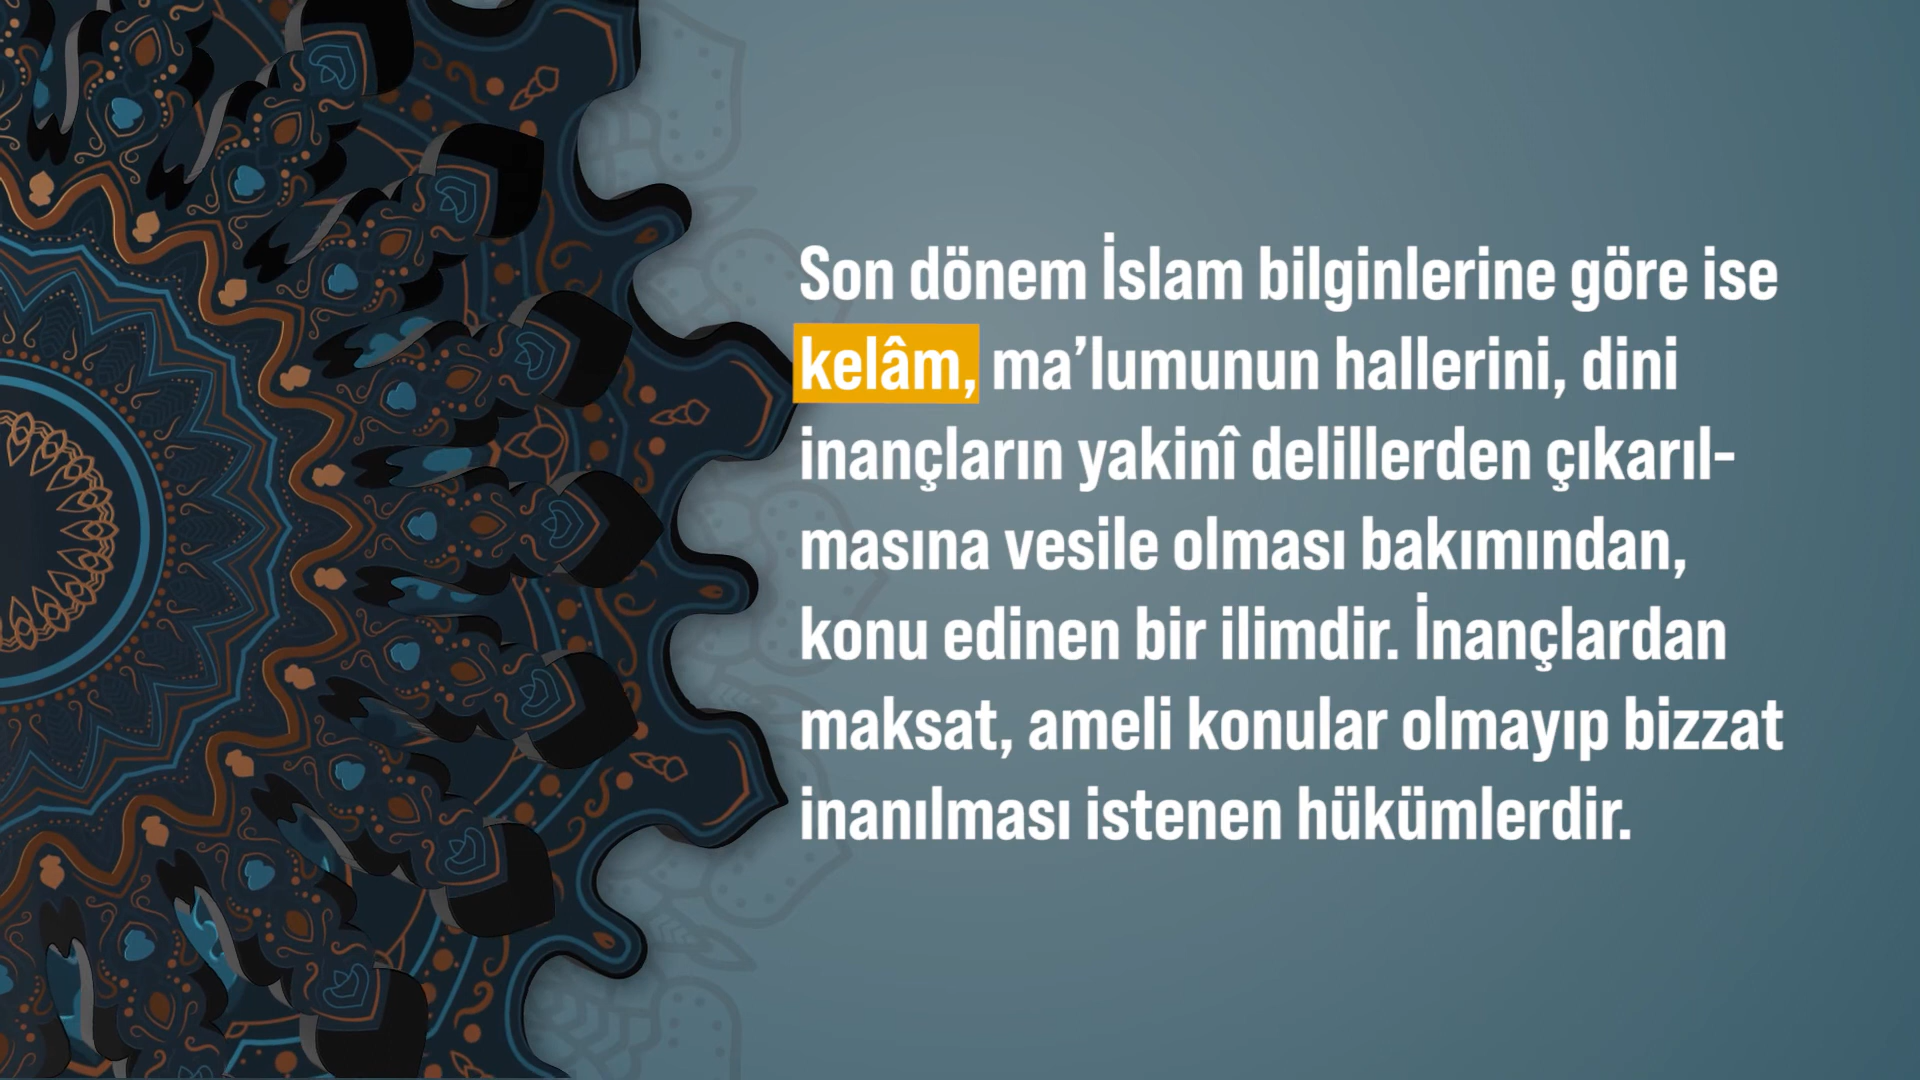 Son dönem İslam bilginlerine göre ise
kelâm, ma’lumunun hallerini, dini
inançların yakinî delillerden çıkarıl-
masına vesile olması bakımından,
konu edinen bir ilimdir. İnançlardan
maksat, ameli konular olmayıp bizzat
inanılması istenen hükümlerdir.